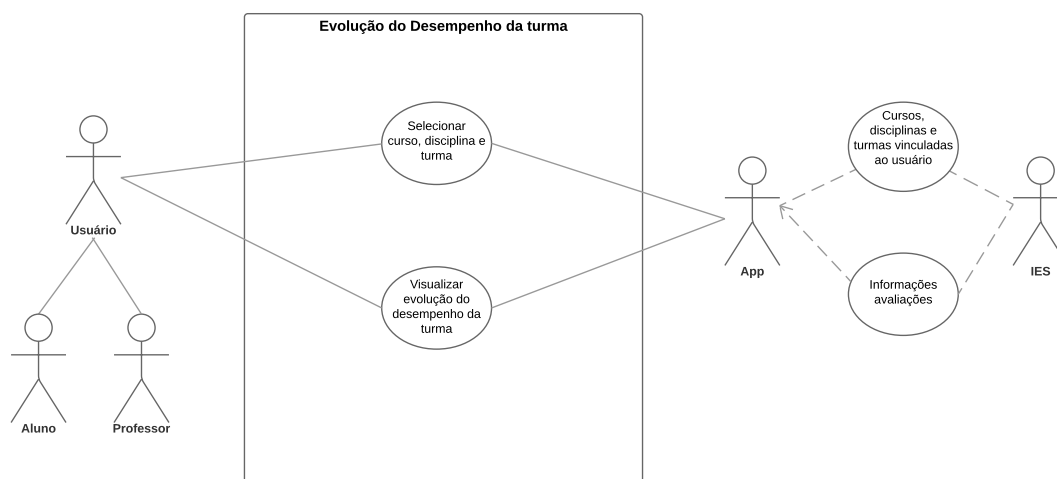 Evolução do Desempenho da turma
Selecionar
curso, disciplina e
turma
Cursos,
disciplinas e
turmas vinculadas
ao usuário
Usuário
App
IES
Visualizar
evolução do
desempenho da
turma
Informações
avaliações
Aluno
Professor